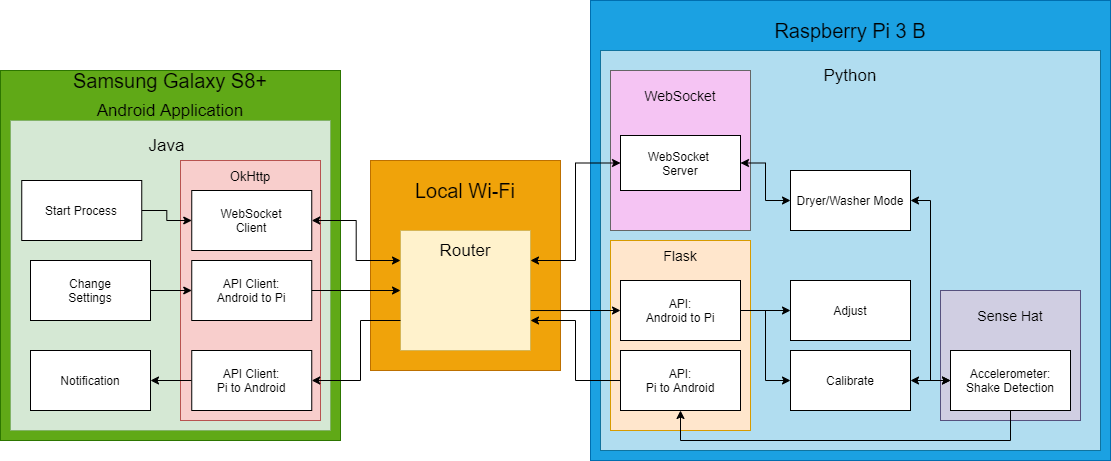 Raspberry Pi 3 B
Samsung Galaxy S8+
Android Application
Java
OkHttp
Start Process
WebSocket
Client
Change
Settings
API Client:
Android to Pi
Notification
API Client:
Pi to Android
Local Wi-Fi
Router
Python
WebSocket
WebSocket
Server
Dryer/Washer Mode
Flask
API:
Android to Pi
Adjust
API:
Pi to Android
Calibrate
Sense Hat
Accelerometer:
Shake Detection